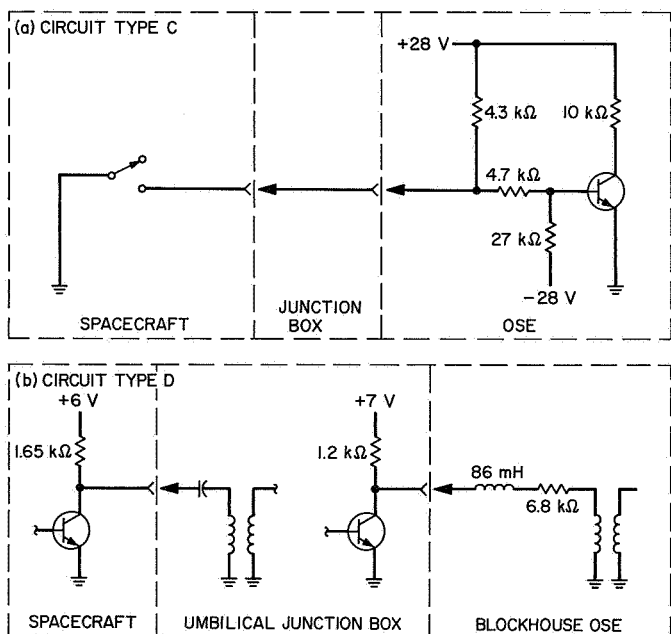 (a) CIRCUIT TYPE C
+28 V
4.3 kΩ
10 kΩ
4.7 kΩ
27 kΩ
−28 V
SPACECRAFT
JUNCTION
BOX
OSE
(b) CIRCUIT TYPE D
+6 V
+7 V
1.65 kΩ
1.2 kΩ
86 mH
6.8 kΩ
SPACECRAFT
UMBILICAL JUNCTION BOX
BLOCKHOUSE OSE